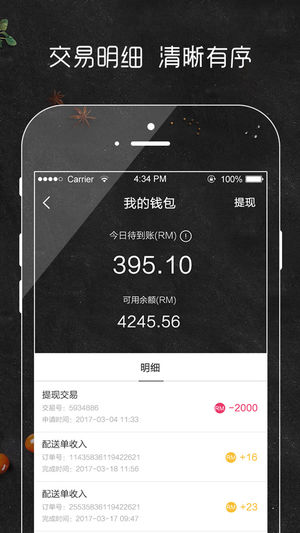 交易明细 清晰有序
Carrier 4:34 PM 100%
我的钱包 提现
今日待到账(RM)
395.10
可用余额(RM)
4245.56
明细
提现交易
交易号：5934686
RM -2000
申请时间：2017-03-04 11:33
配送单收入
订单号：11435836119422621
RM +16
完成时间：2017-03-18 11:56
配送单收入
订单号：255358361119422621
RM +23
完成时间：2017-03-17 09:47